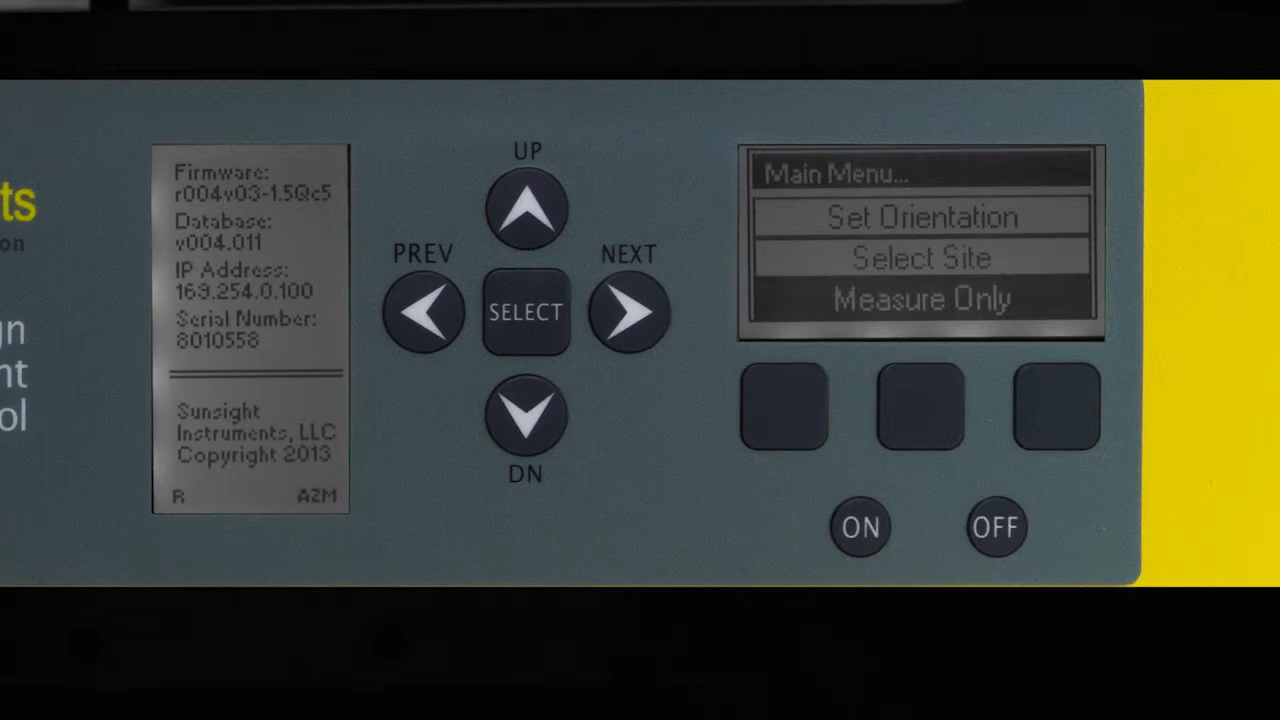 ts
on
gn
nt
ol
Firmware:
r004v03-1.5@c5
Database:
v004.011
IP Address:
169.254.0.100
Serial Number:
8010558
Sunsight
Instruments, LLC
Copyright 2013
R AZM
UP
PREV
NEXT
SELECT
DN
Main Menu...
Set Orientation
Select Site
Measure Only
ON
OFF